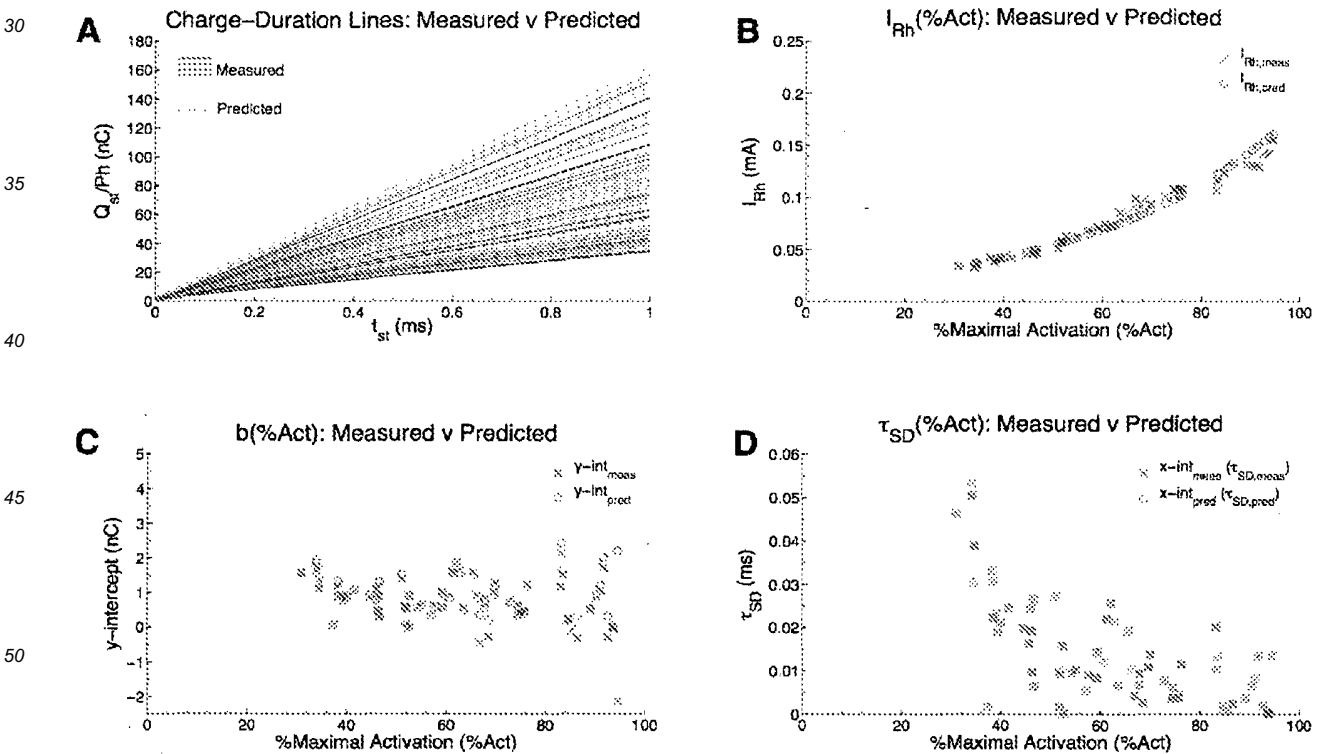 30
35
40
45
50
A
Charge-Duration Lines: Measured v Predicted
180
160
140
120
100
80
60
40
20
0
Q_st/Ph (nC)
Measured
Predicted
0 0.2 0.4 0.6 0.8 1
t_st (ms)
B
I_Rh(%Act): Measured v Predicted
0.25
0.2
0.15
0.1
0.05
0
I_Rh (mA)
I_Rh,meas
I_Rh,pred
0 20 40 60 80 100
%Maximal Activation (%Act)
C
b(%Act): Measured v Predicted
5
4
3
2
1
0
-1
-2
y-intercept (nC)
y-int_meas
y-int_pred
0 20 40 60 80 100
%Maximal Activation (%Act)
D
τ_SD(%Act): Measured v Predicted
0.06
0.05
0.04
0.03
0.02
0.01
0
τ_SD (ms)
x-int_meas (τ_SD,meas)
x-int_pred (τ_SD,pred)
0 20 40 60 80 100
%Maximal Activation (%Act)